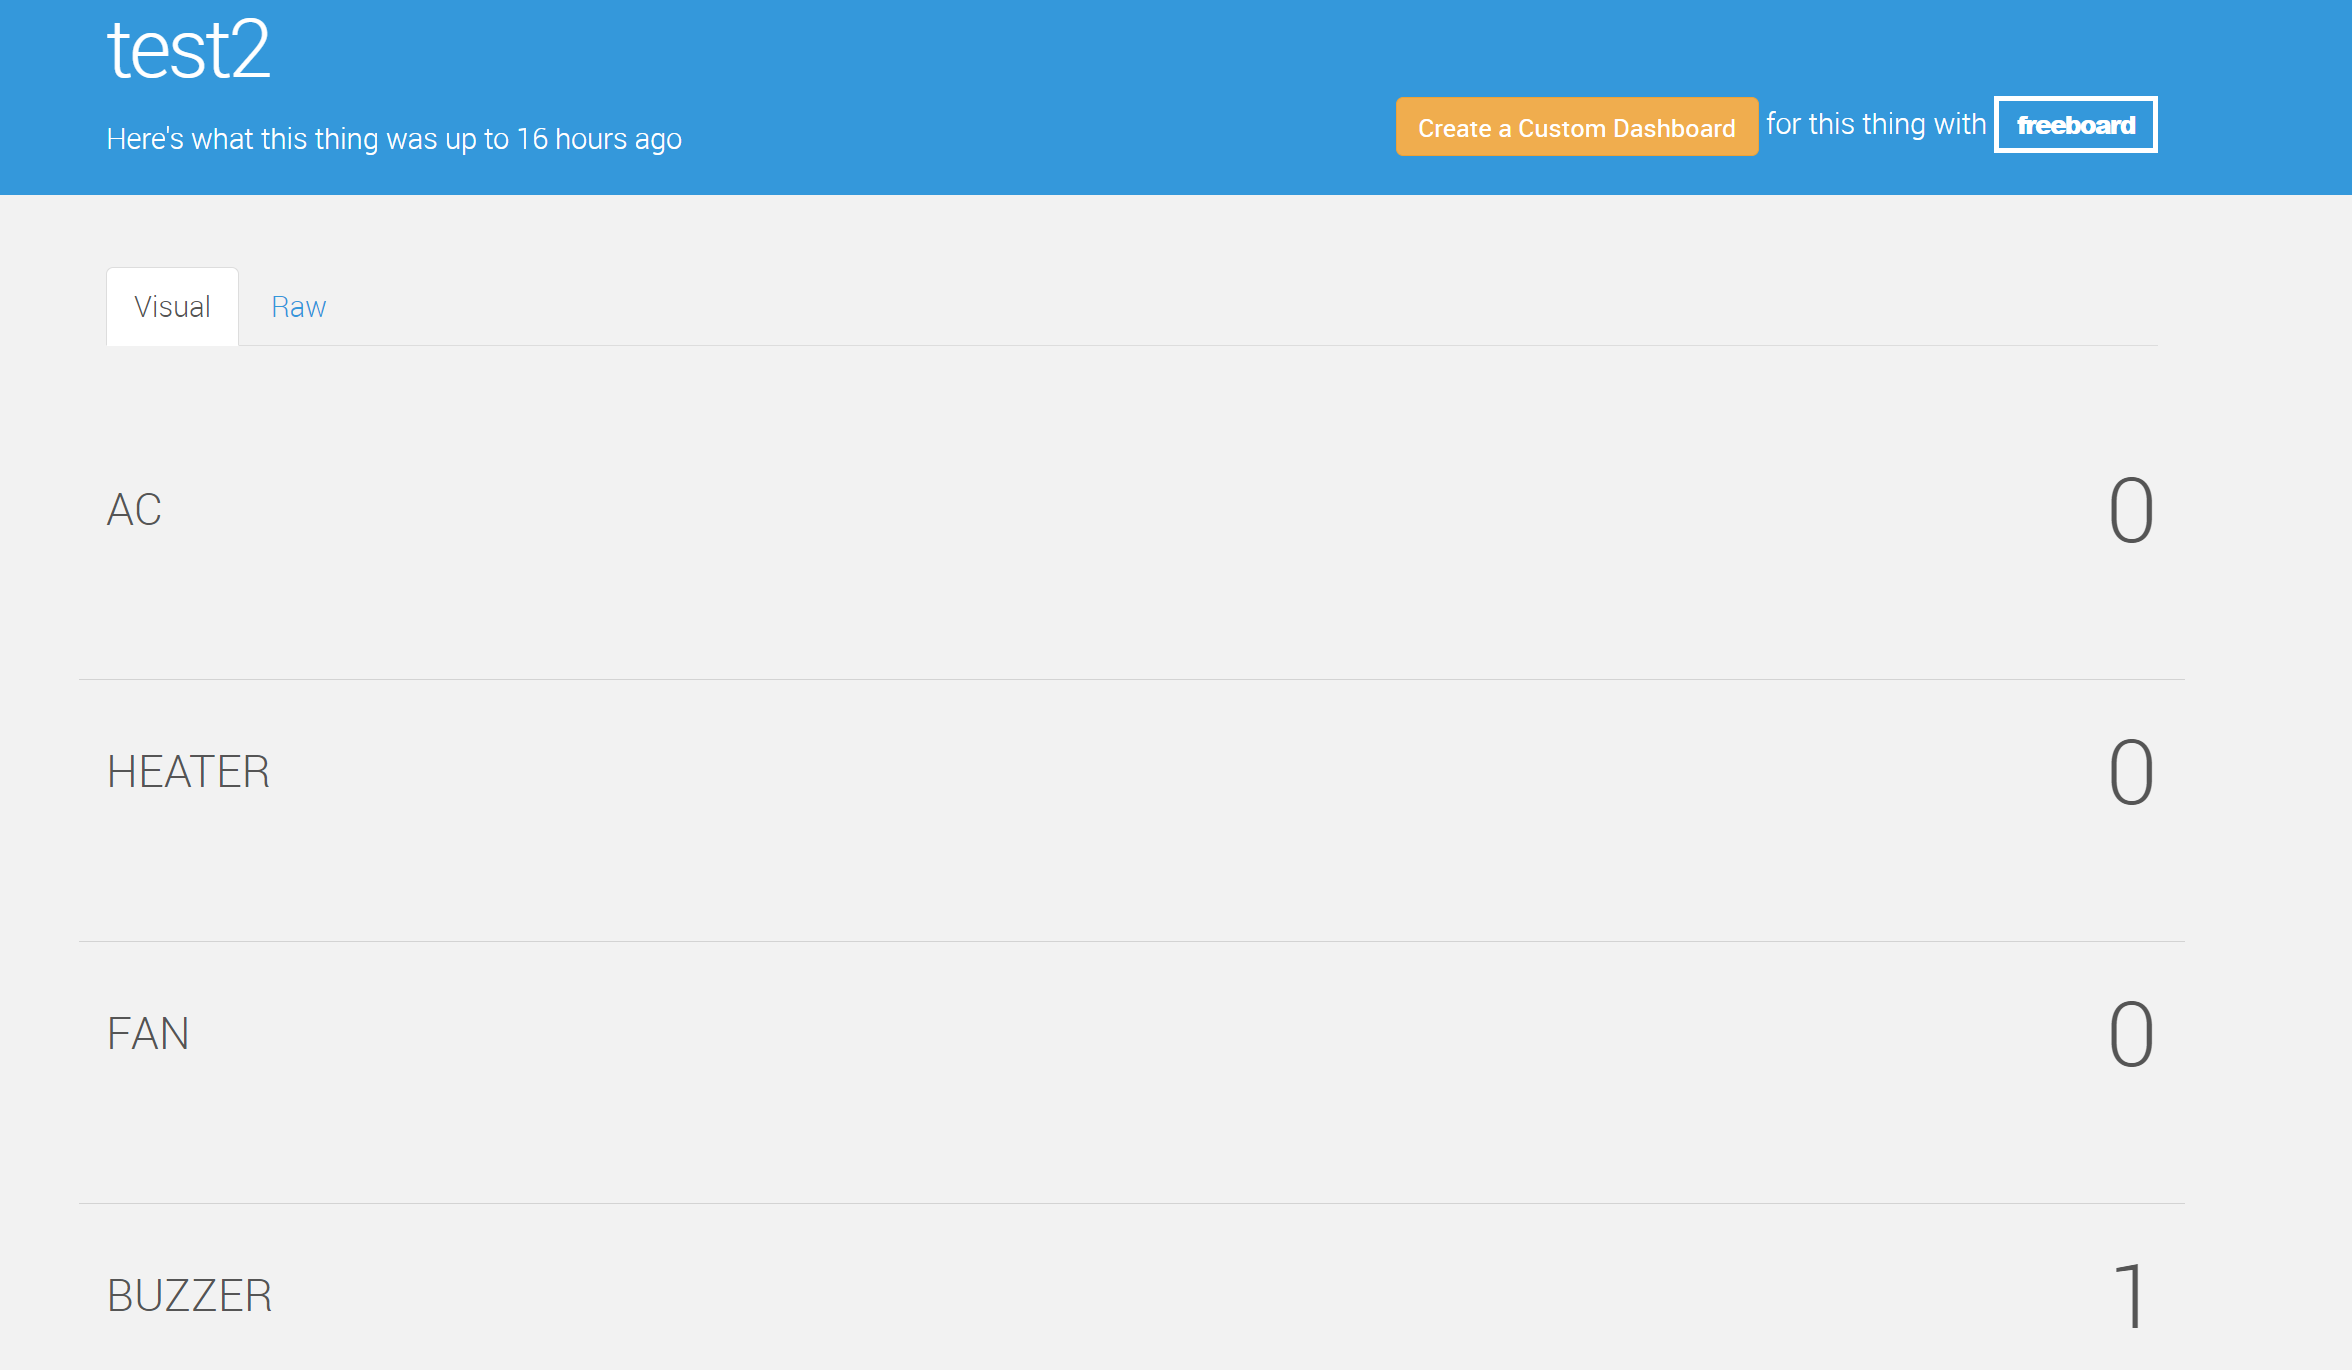 test2
Here's what this thing was up to 16 hours ago
Create a Custom Dashboard for this thing with freeboard
Visual Raw
AC 0
HEATER 0
FAN 0
BUZZER 1